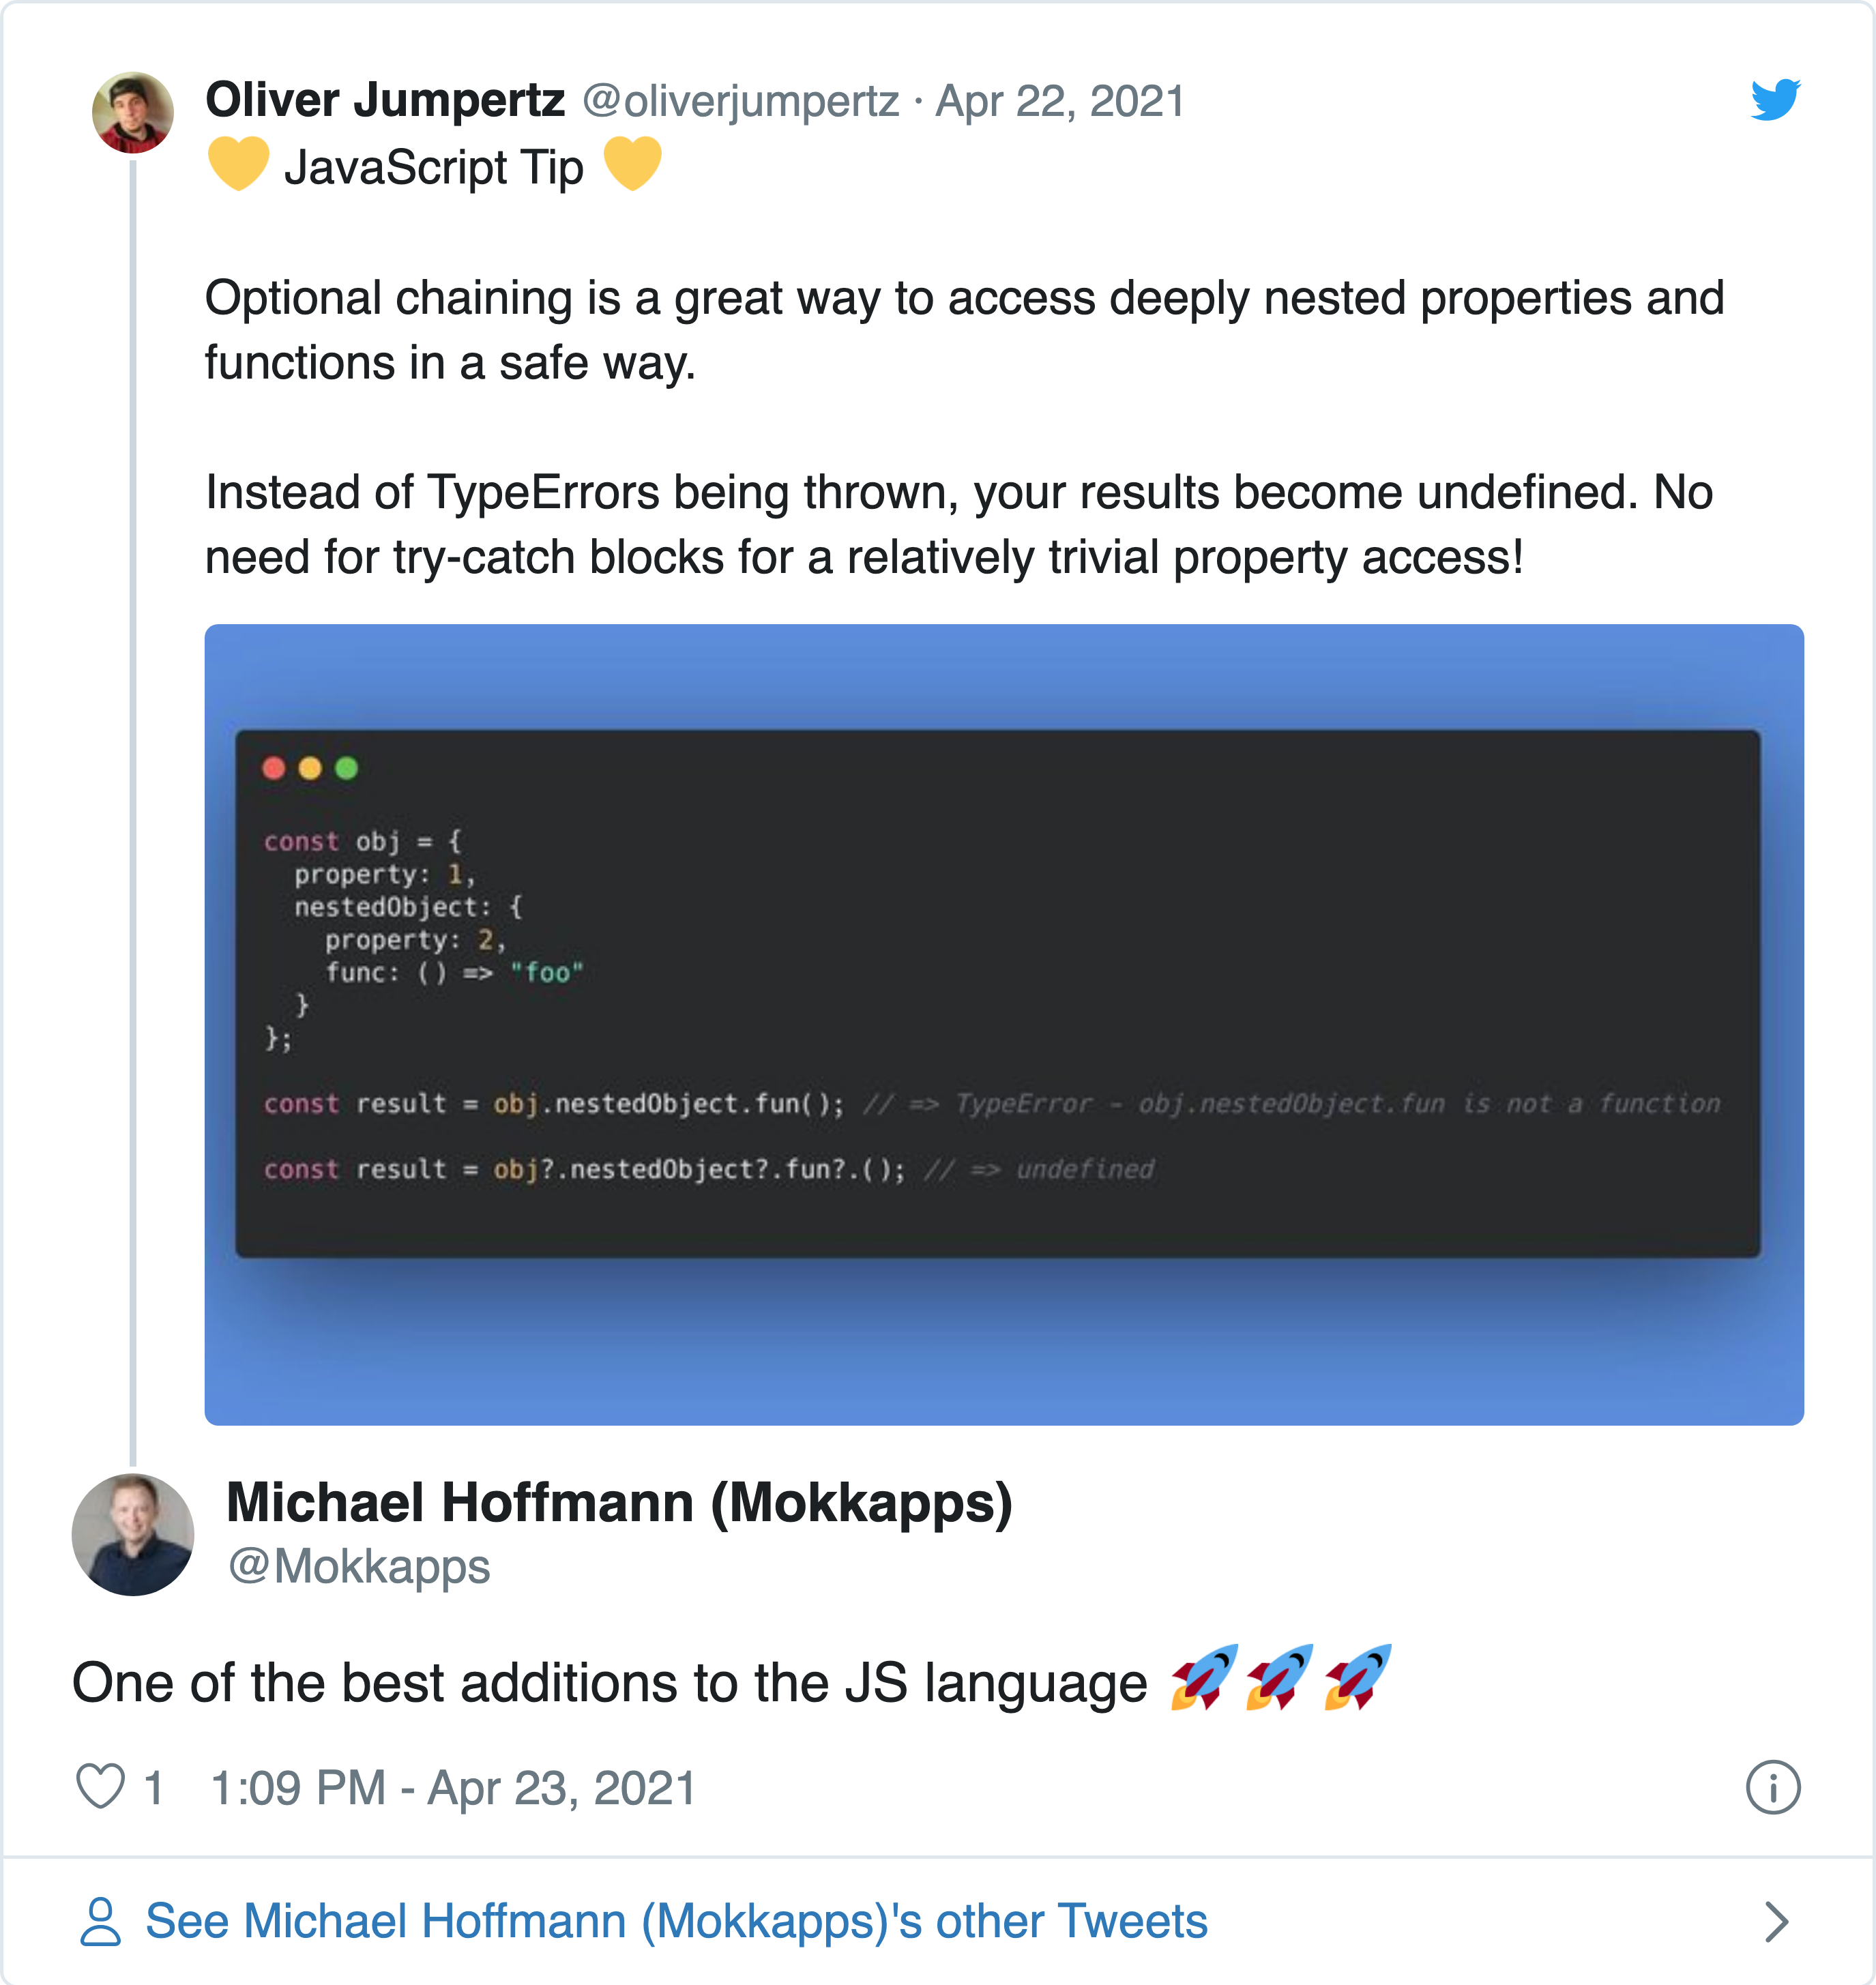 Oliver Jumpertz @oliverjumpertz · Apr 22, 2021
💛 JavaScript Tip 💛
Optional chaining is a great way to access deeply nested properties and
functions in a safe way.
Instead of TypeErrors being thrown, your results become undefined. No
need for try-catch blocks for a relatively trivial property access!
const obj = {
  property: 1,
  nestedObject: {
    property: 2,
    func: () => "foo"
  }
};
const result = obj.nestedObject.fun(); // => TypeError - obj.nestedObject.fun is not a function
const result = obj?.nestedObject?.fun?.(); // => undefined
Michael Hoffmann (Mokkapps)
@Mokkapps
One of the best additions to the JS language 🚀🚀🚀
1 1:09 PM - Apr 23, 2021
See Michael Hoffmann (Mokkapps)'s other Tweets